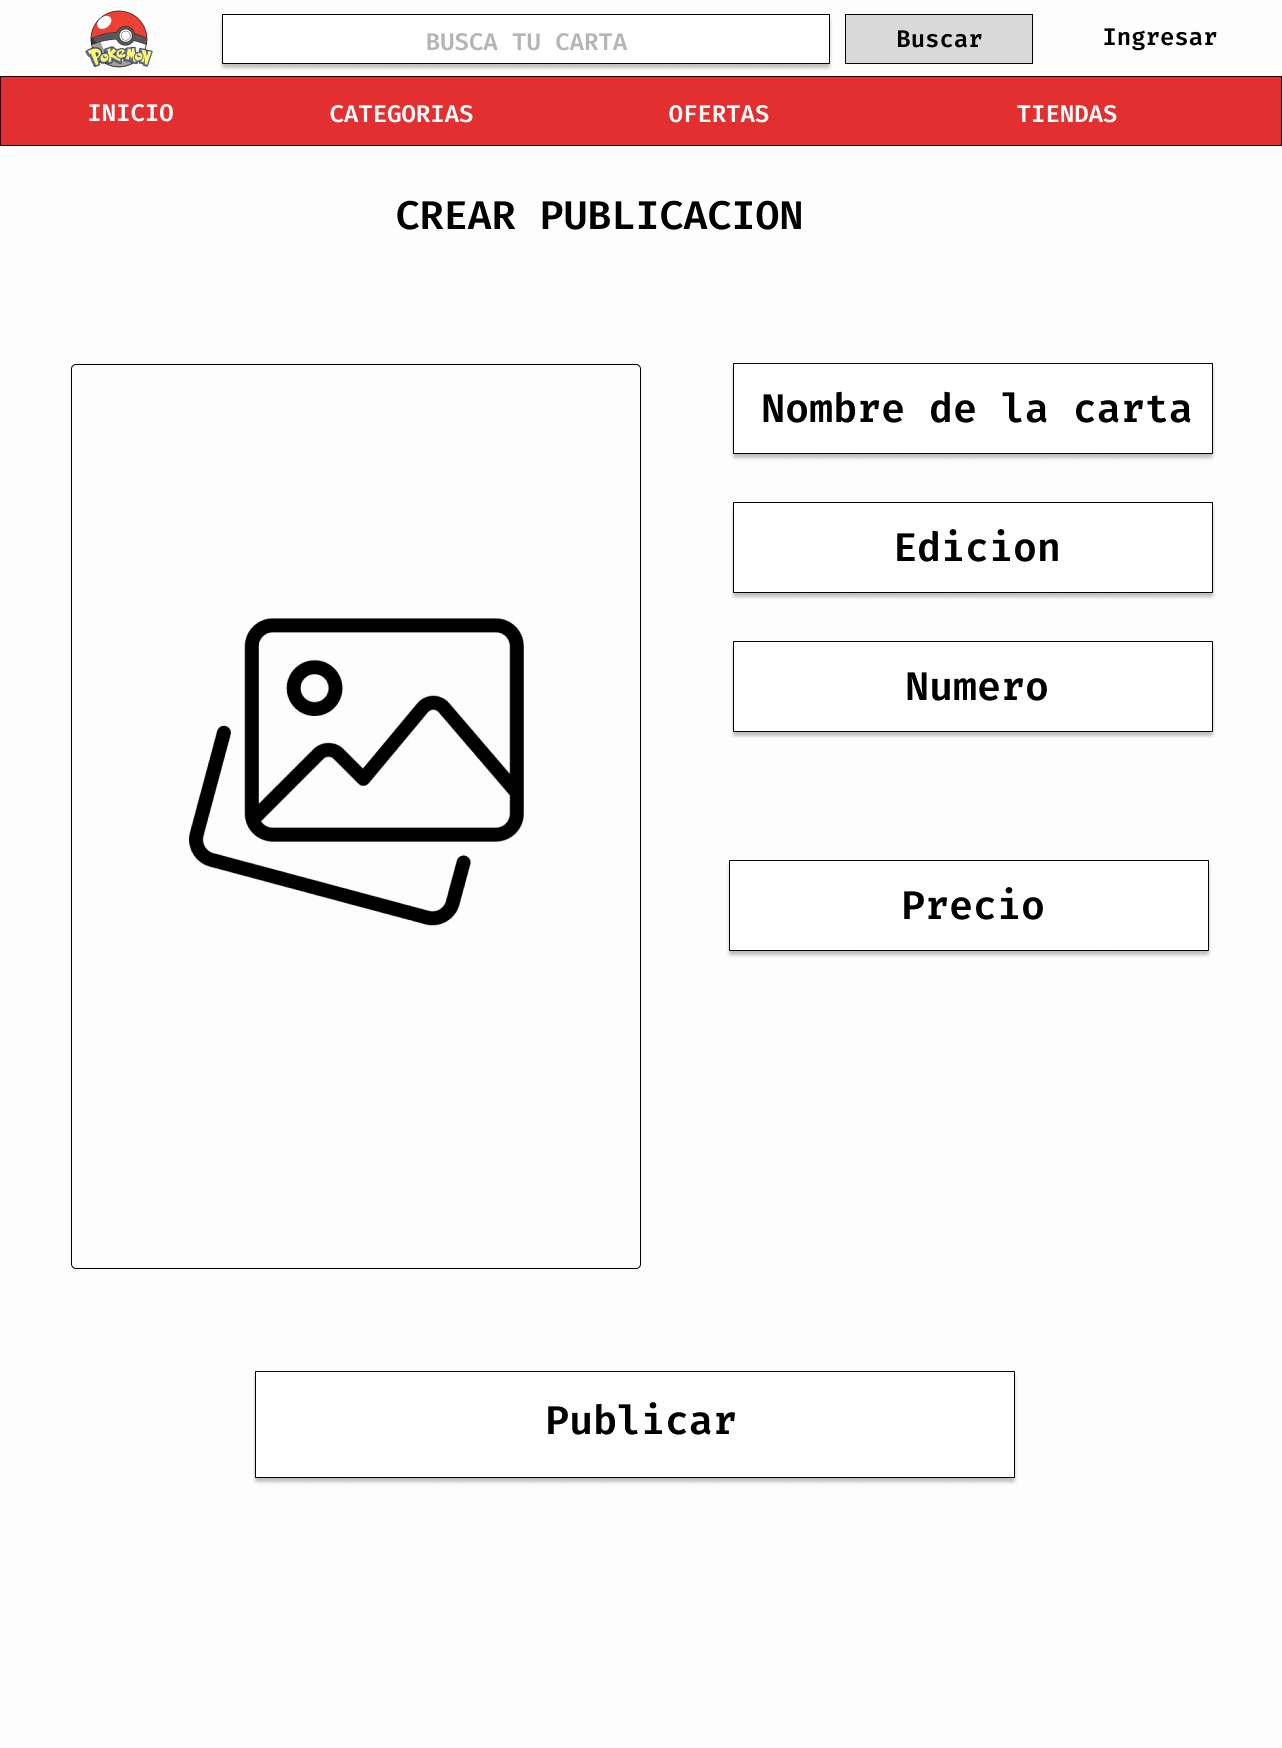 POKéMON
BUSCA TU CARTA
Buscar
Ingresar
INICIO
CATEGORIAS
OFERTAS
TIENDAS
CREAR PUBLICACION
Nombre de la carta
Edicion
Numero
Precio
Publicar